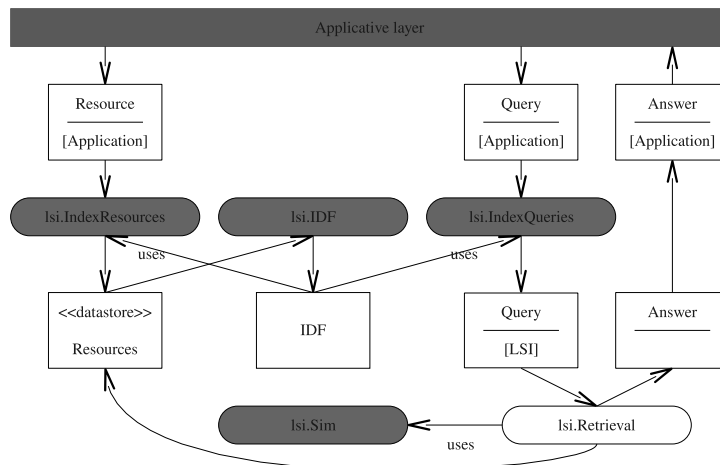 Applicative layer
Resource
[Application]
Query
[Application]
Answer
[Application]
lsi.IndexResources
lsi.IDF
lsi.IndexQueries
uses
uses
<<datastore>>
Resources
IDF
Query
[LSI]
Answer
lsi.Sim
lsi.Retrieval
uses